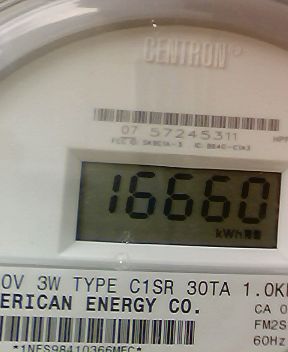 CENTRON®
07 57245311
16660
kWh
0V 3W TYPE C1SR 30TA 1.0K
ERICAN ENERGY CO.
CA 0
FM2S
60Hz
*1NFS98410366MFC*